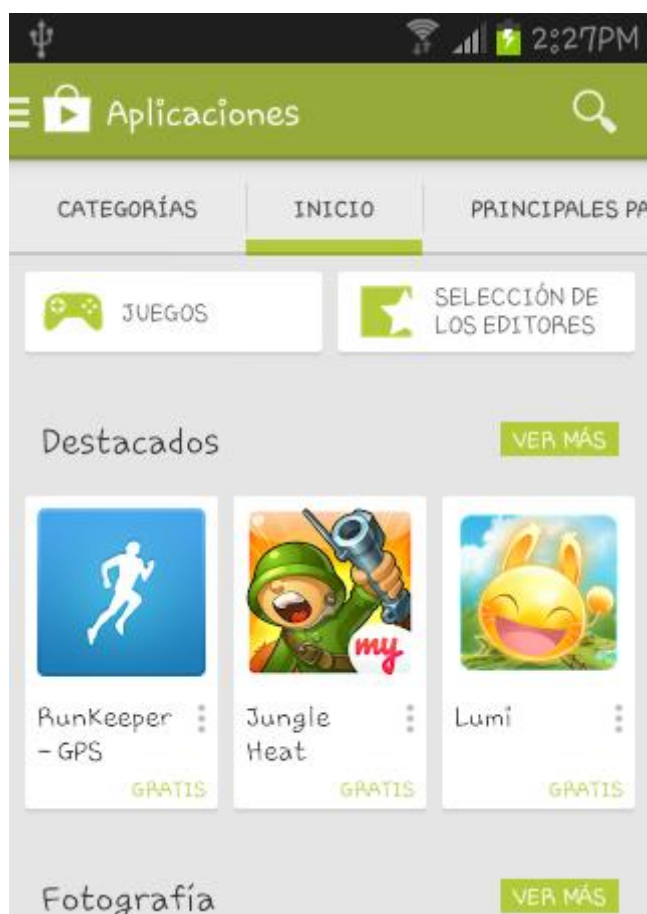 2:27PM
Aplicaciones
CATEGORÍAS INICIO PRINCIPALES PA
JUEGOS
SELECCIÓN DE
LOS EDITORES
Destacados VER MÁS
my
RunKeeper
- GPS
GRATIS
Jungle
Heat
GRATIS
Lumi
GRATIS
Fotografía VER MÁS